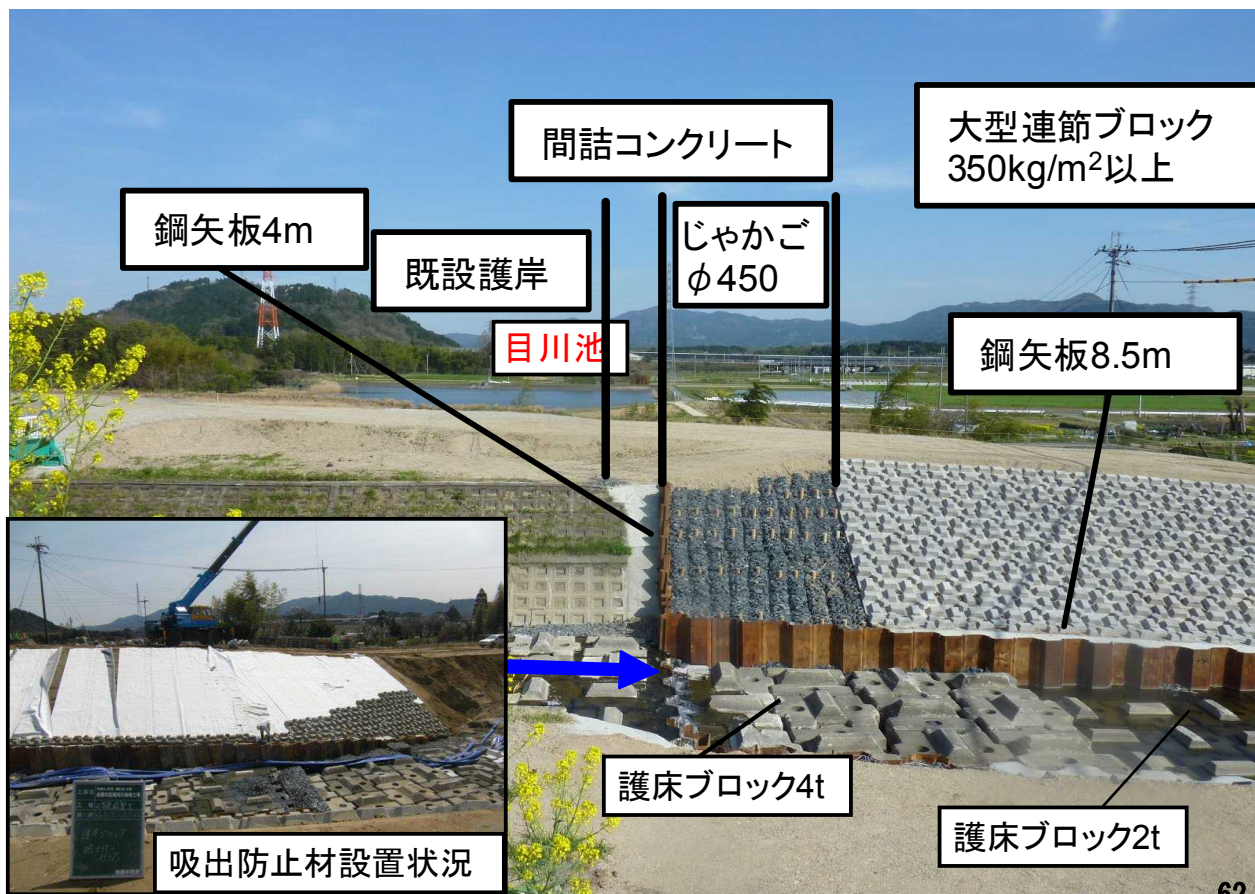 間詰コンクリート
大型連節ブロック
350kg/m²以上
鋼矢板4m
既設護岸
じゃかご
φ450
目川池
鋼矢板8.5m
護床ブロック4t
護床ブロック2t
吸出防止材設置状況